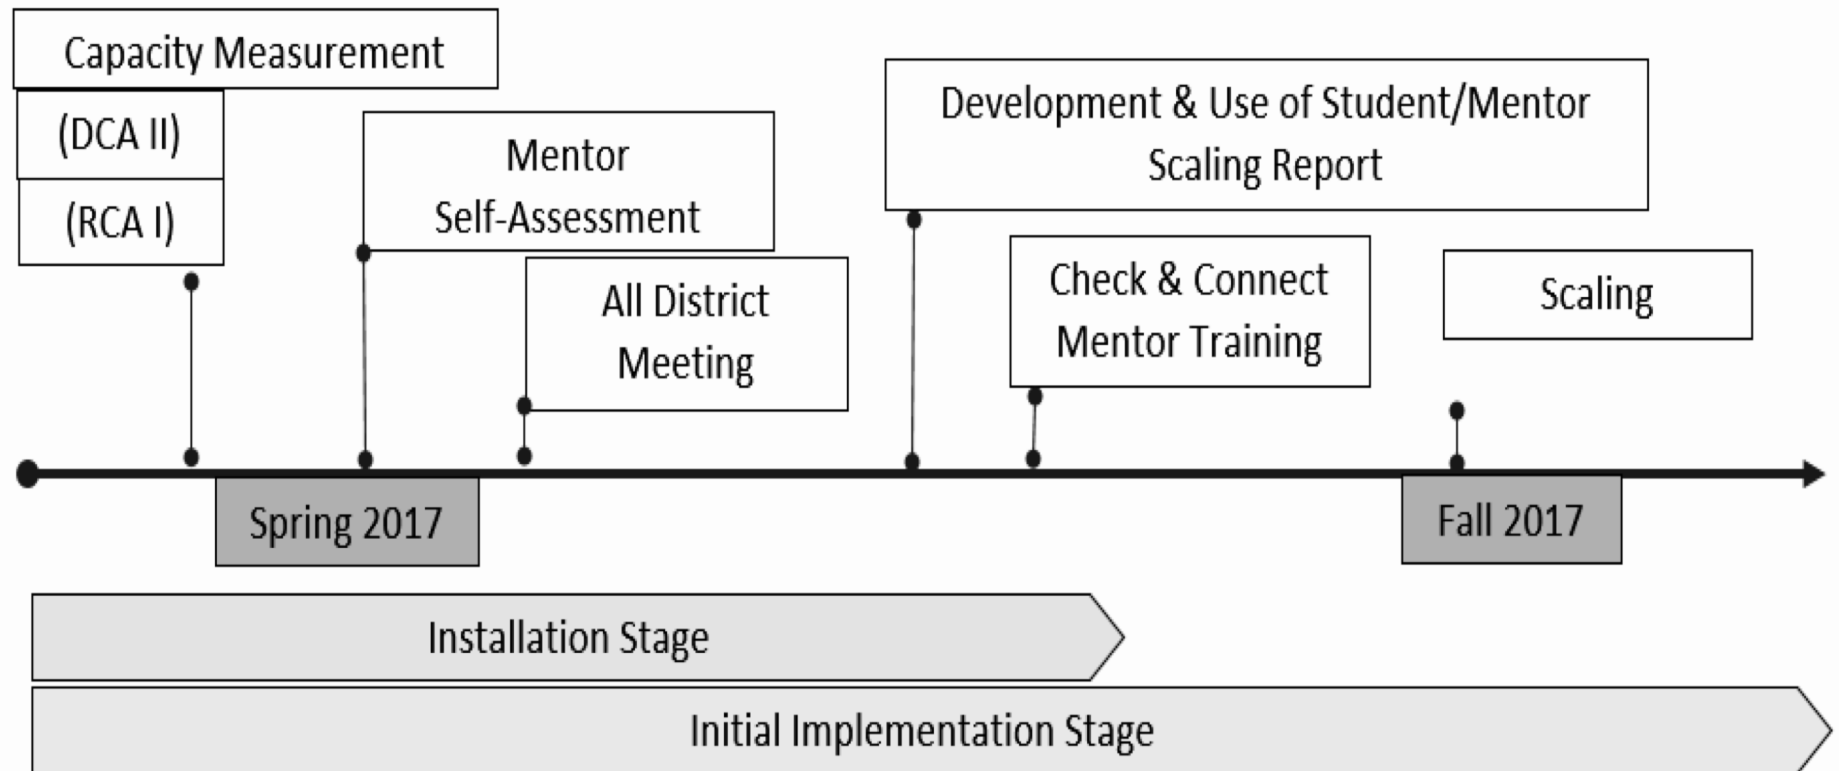 Capacity Measurement
(DCA II)
(RCA I)
Mentor
Self-Assessment
All District
Meeting
Development & Use of Student/Mentor
Scaling Report
Check & Connect
Mentor Training
Scaling
Spring 2017
Fall 2017
Installation Stage
Initial Implementation Stage